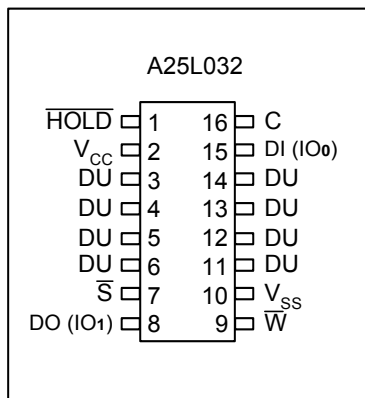 A25L032
HOLD 1 16 C
VCC 2 15 DI (IO0)
DU 3 14 DU
DU 4 13 DU
DU 5 12 DU
DU 6 11 DU
S 7 10 VSS
DO (IO1) 8 9 W